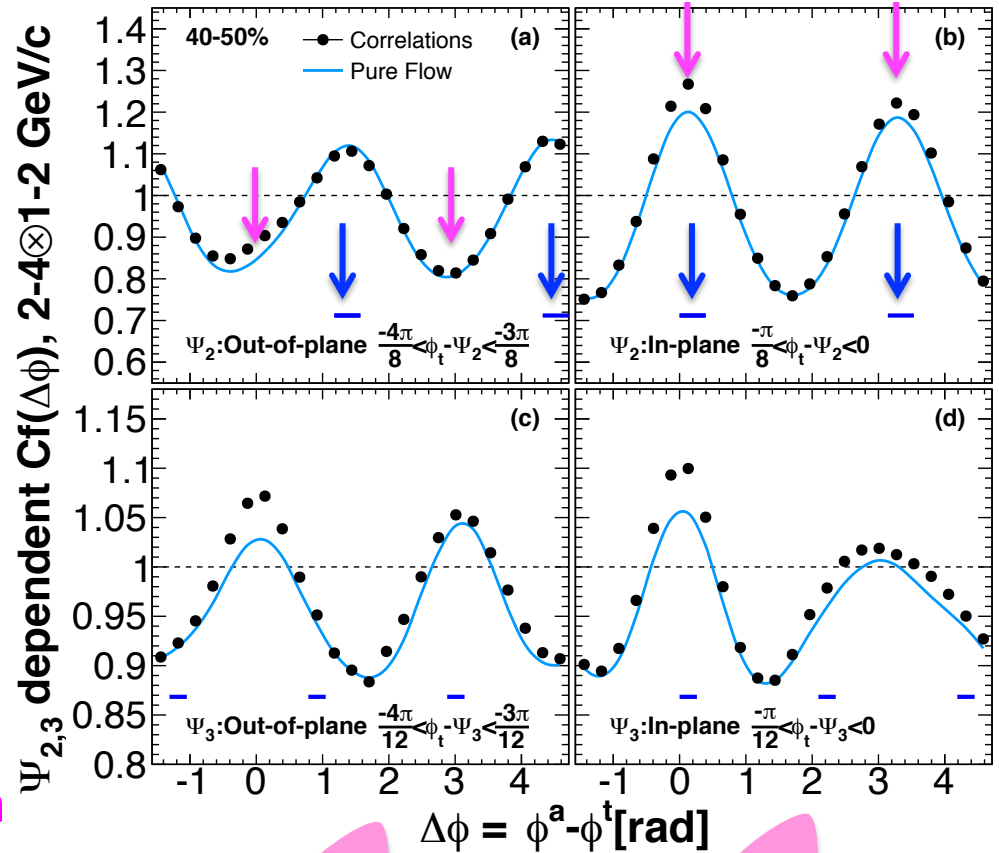 Ψ2,3 dependent Cf(Δϕ), 2-4⊗1-2 GeV/c
1.4
1.3
1.2
1.1
1
0.9
0.8
0.7
0.6
40-50%
Correlations
Pure Flow
(a)
Ψ2:Out-of-plane -4π/8<ϕt-Ψ2<-3π/8
(b)
Ψ2:In-plane -π/8<ϕt-Ψ2<0
1.15
1.1
1.05
1
0.95
0.9
0.85
0.8
(c)
Ψ3:Out-of-plane -4π/12<ϕt-Ψ3<-3π/12
(d)
Ψ3:In-plane -π/12<ϕt-Ψ3<0
-1 0 1 2 3 4
-1 0 1 2 3 4
Δϕ = ϕa-ϕt[rad]